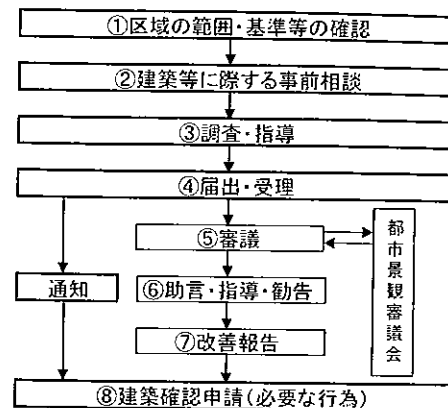 ①区域の範囲・基準等の確認
②建築等に際する事前相談
③調査・指導
④届出・受理
⑤審議
都市景観審議会
通知
⑥助言・指導・勧告
⑦改善報告
⑧建築確認申請(必要な行為)